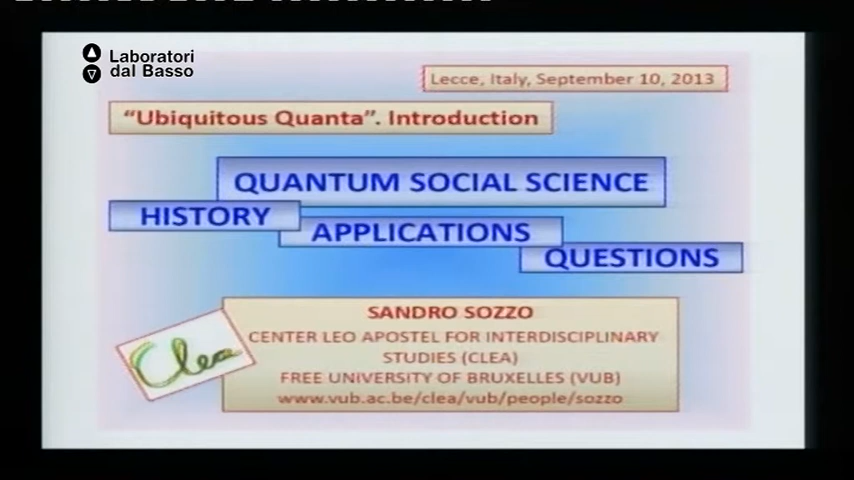 Laboratori
dal Basso
Lecce, Italy, September 10, 2013
“Ubiquitous Quanta”. Introduction
QUANTUM SOCIAL SCIENCE
HISTORY
APPLICATIONS
QUESTIONS
SANDRO SOZZO
CENTER LEO APOSTEL FOR INTERDISCIPLINARY
STUDIES (CLEA)
FREE UNIVERSITY OF BRUXELLES (VUB)
www.vub.ac.be/clea/vub/people/sozzo
Clea